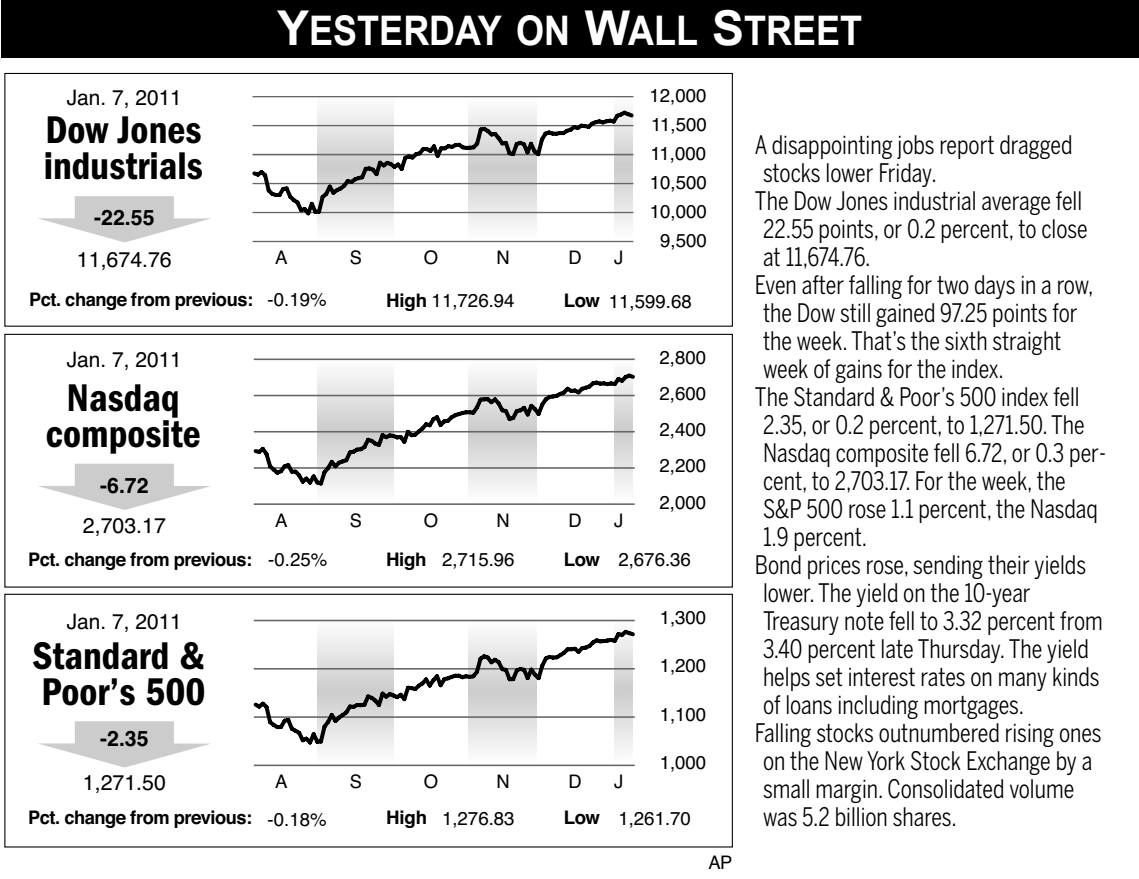 YESTERDAY ON WALL STREET
Jan. 7, 2011
Dow Jones
industrials
-22.55
11,674.76
12,000
11,500
11,000
10,500
10,000
9,500
A S O N D J
Pct. change from previous: -0.19% High 11,726.94 Low 11,599.68
Jan. 7, 2011
Nasdaq
composite
-6.72
2,703.17
2,800
2,600
2,400
2,200
2,000
A S O N D J
Pct. change from previous: -0.25% High 2,715.96 Low 2,676.36
Jan. 7, 2011
Standard &
Poor's 500
-2.35
1,271.50
1,300
1,200
1,100
1,000
A S O N D J
Pct. change from previous: -0.18% High 1,276.83 Low 1,261.70
AP
A disappointing jobs report dragged
stocks lower Friday.
The Dow Jones industrial average fell
22.55 points, or 0.2 percent, to close
at 11,674.76.
Even after falling for two days in a row,
the Dow still gained 97.25 points for
the week. That's the sixth straight
week of gains for the index.
The Standard & Poor's 500 index fell
2.35, or 0.2 percent, to 1,271.50. The
Nasdaq composite fell 6.72, or 0.3 per-
cent, to 2,703.17. For the week, the
S&P 500 rose 1.1 percent, the Nasdaq
1.9 percent.
Bond prices rose, sending their yields
lower. The yield on the 10-year
Treasury note fell to 3.32 percent from
3.40 percent late Thursday. The yield
helps set interest rates on many kinds
of loans including mortgages.
Falling stocks outnumbered rising ones
on the New York Stock Exchange by a
small margin. Consolidated volume
was 5.2 billion shares.